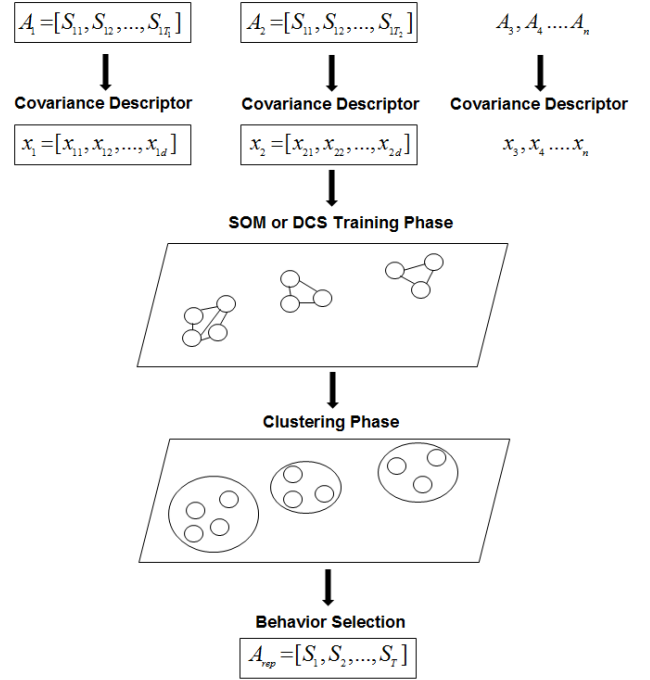 A₁=[S₁₁, S₁₂,..., S₁T₁] A₂=[S₁₁, S₁₂,..., S₁T₂] A₃, A₄ ....Aₙ
Covariance Descriptor Covariance Descriptor Covariance Descriptor
x₁=[x₁₁, x₁₂,..., x₁d] x₂=[x₂₁, x₂₂,..., x₂d] x₃, x₄ ....xₙ
SOM or DCS Training Phase
Clustering Phase
Behavior Selection
A_rep=[S₁, S₂,..., S_T]